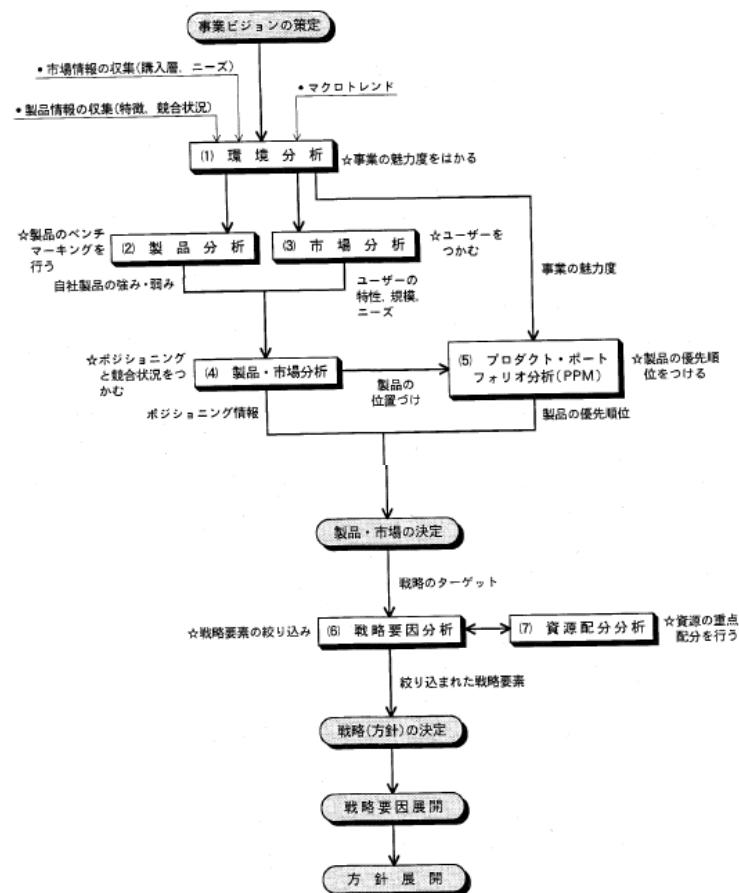 事業ビジョンの策定
•市場情報の収集(購入層、ニーズ)
•マクロトレンド
•製品情報の収集(特徴、競合状況)
(1) 環境分析
☆事業の魅力度をはかる
☆製品のベンチ
マーキングを
行う
(2) 製品分析
(3) 市場分析
☆ユーザーを
つかむ
自社製品の強み・弱み
ユーザーの
特性、規模、
ニーズ
事業の魅力度
☆ポジショニング
と競合状況をつ
かむ
(4) 製品・市場分析
製品の
位置づけ
(5) プロダクト・ポート
フォリオ分析(PPM)
☆製品の優先順
位をつける
ポジショニング情報
製品の優先順位
製品・市場の決定
戦略のターゲット
☆戦略要素の絞り込み
(6) 戦略要因分析
(7) 資源配分分析
☆資源の重点
配分を行う
絞り込まれた戦略要素
戦略(方針)の決定
戦略要因展開
方針展開